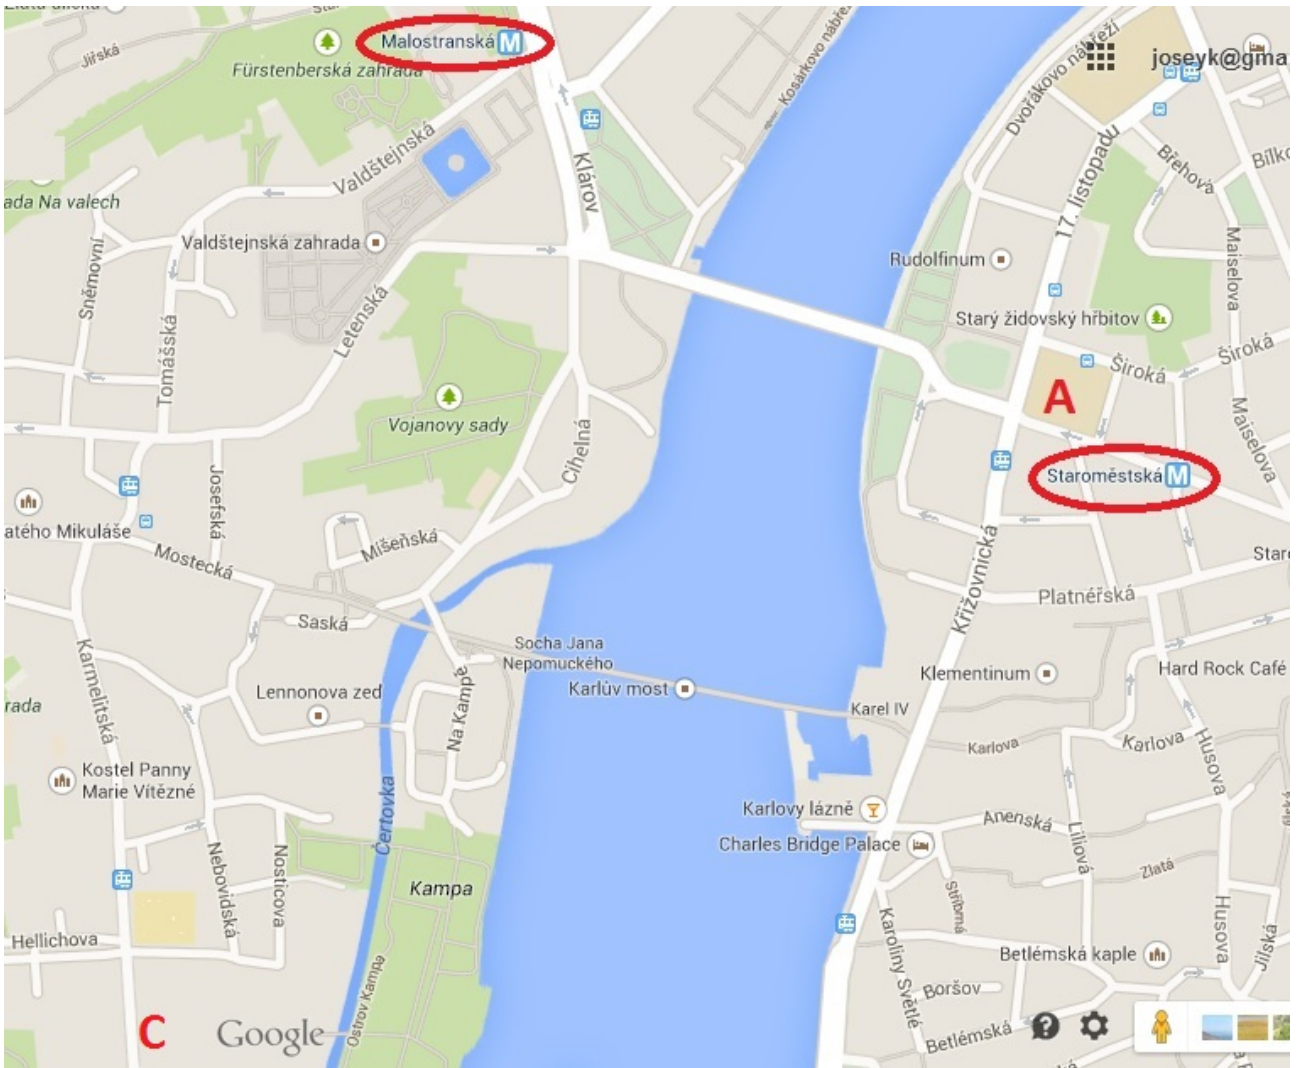 Malostranská M
Jiřská
Fürstenberská zahrada
Kosárkovo nábřež
Dvořákovo nábřeží
joseyk@gma
Valdštejnská
Klárov
17. listopadu
Břehová
Bílko
ada Na valech
Valdštejnská zahrada
Sněmovní
Rudolfinum
Maiselova
Letenská
Tomášská
Starý židovský hřbitov
Široká
Široká
A
Vojanovy sady
Maiselova
Cihelná
Staroměstská M
Josefská
atého Mikuláše
Míšeňská
Mostecká
Křižovnická
Staro
Platnéřská
Saská
Socha Jana
Nepomuckého
Karmelitská
Klementinum
Hard Rock Café
Lennonova zeď
Karlův most
rada
Na Kampě
Karel IV
Karlova
Karlova
Husova
Kostel Panny
Marie Vítězné
Čertovka
Karlovy lázně
Anenská
Charles Bridge Palace
Liliová
Zlatá
Nebovidská
Nosticova
Kampa
Stříbrná
Karoliny Světlé
Husova
Jilská
Hellichova
Betlémská kaple
Boršov
Ostrov Kampa
C
Google
Betlémská